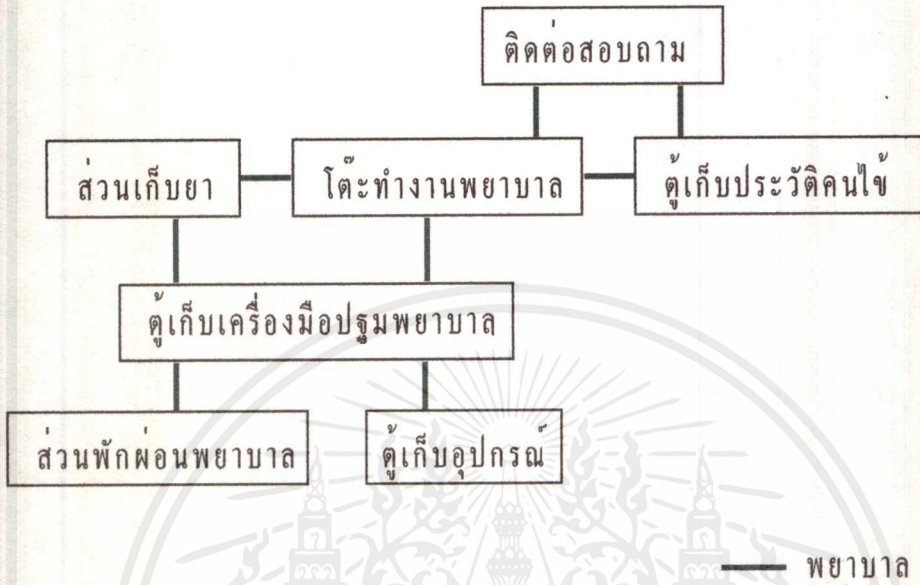 ติดต่อสอบถาม
ส่วนเก็บยา
โต๊ะทำงานพยาบาล
ตู้เก็บประวัติคนไข้
ตู้เก็บเครื่องมือปฐมพยาบาล
ส่วนพักผ่อนพยาบาล
ตู้เก็บอุปกรณ์
พยาบาล